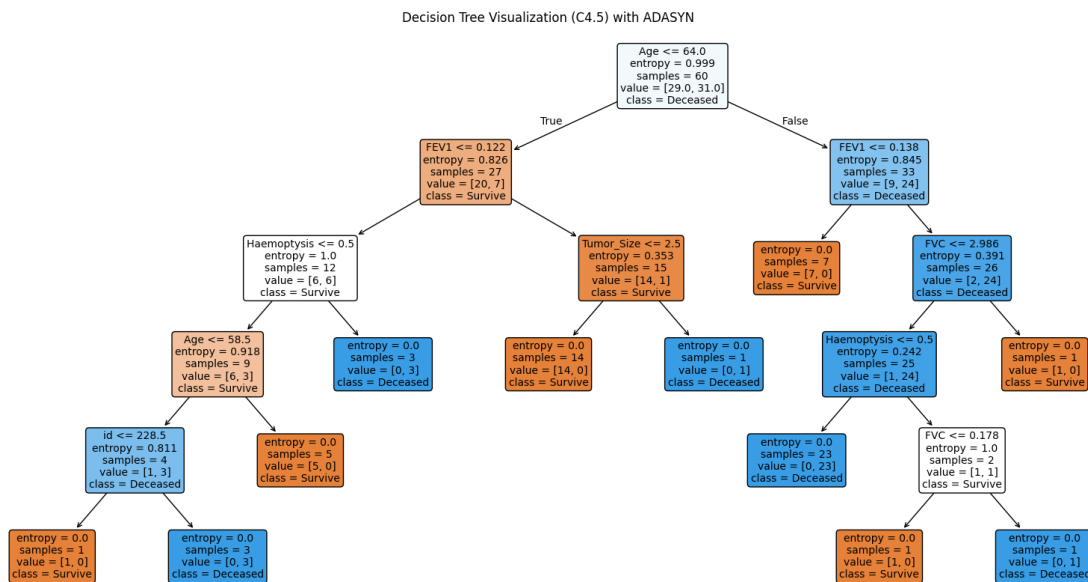 Decision Tree Visualization (C4.5) with ADASYN
Age <= 64.0
entropy = 0.999
samples = 60
value = [29.0, 31.0]
class = Deceased
True
False
FEV1 <= 0.122
entropy = 0.826
samples = 27
value = [20, 7]
class = Survive
FEV1 <= 0.138
entropy = 0.845
samples = 33
value = [9, 24]
class = Deceased
Haemoptysis <= 0.5
entropy = 1.0
samples = 12
value = [6, 6]
class = Survive
Tumor_Size <= 2.5
entropy = 0.353
samples = 15
value = [14, 1]
class = Survive
entropy = 0.0
samples = 7
value = [7, 0]
class = Survive
FVC <= 2.986
entropy = 0.391
samples = 26
value = [2, 24]
class = Deceased
Age <= 58.5
entropy = 0.918
samples = 9
value = [6, 3]
class = Survive
entropy = 0.0
samples = 3
value = [0, 3]
class = Deceased
entropy = 0.0
samples = 14
value = [14, 0]
class = Survive
entropy = 0.0
samples = 1
value = [0, 1]
class = Deceased
Haemoptysis <= 0.5
entropy = 0.242
samples = 25
value = [1, 24]
class = Deceased
entropy = 0.0
samples = 1
value = [1, 0]
class = Survive
id <= 228.5
entropy = 0.811
samples = 4
value = [1, 3]
class = Deceased
entropy = 0.0
samples = 5
value = [5, 0]
class = Survive
entropy = 0.0
samples = 23
value = [0, 23]
class = Deceased
FVC <= 0.178
entropy = 1.0
samples = 2
value = [1, 1]
class = Survive
entropy = 0.0
samples = 1
value = [1, 0]
class = Survive
entropy = 0.0
samples = 3
value = [0, 3]
class = Deceased
entropy = 0.0
samples = 1
value = [1, 0]
class = Survive
entropy = 0.0
samples = 1
value = [0, 1]
class = Deceased